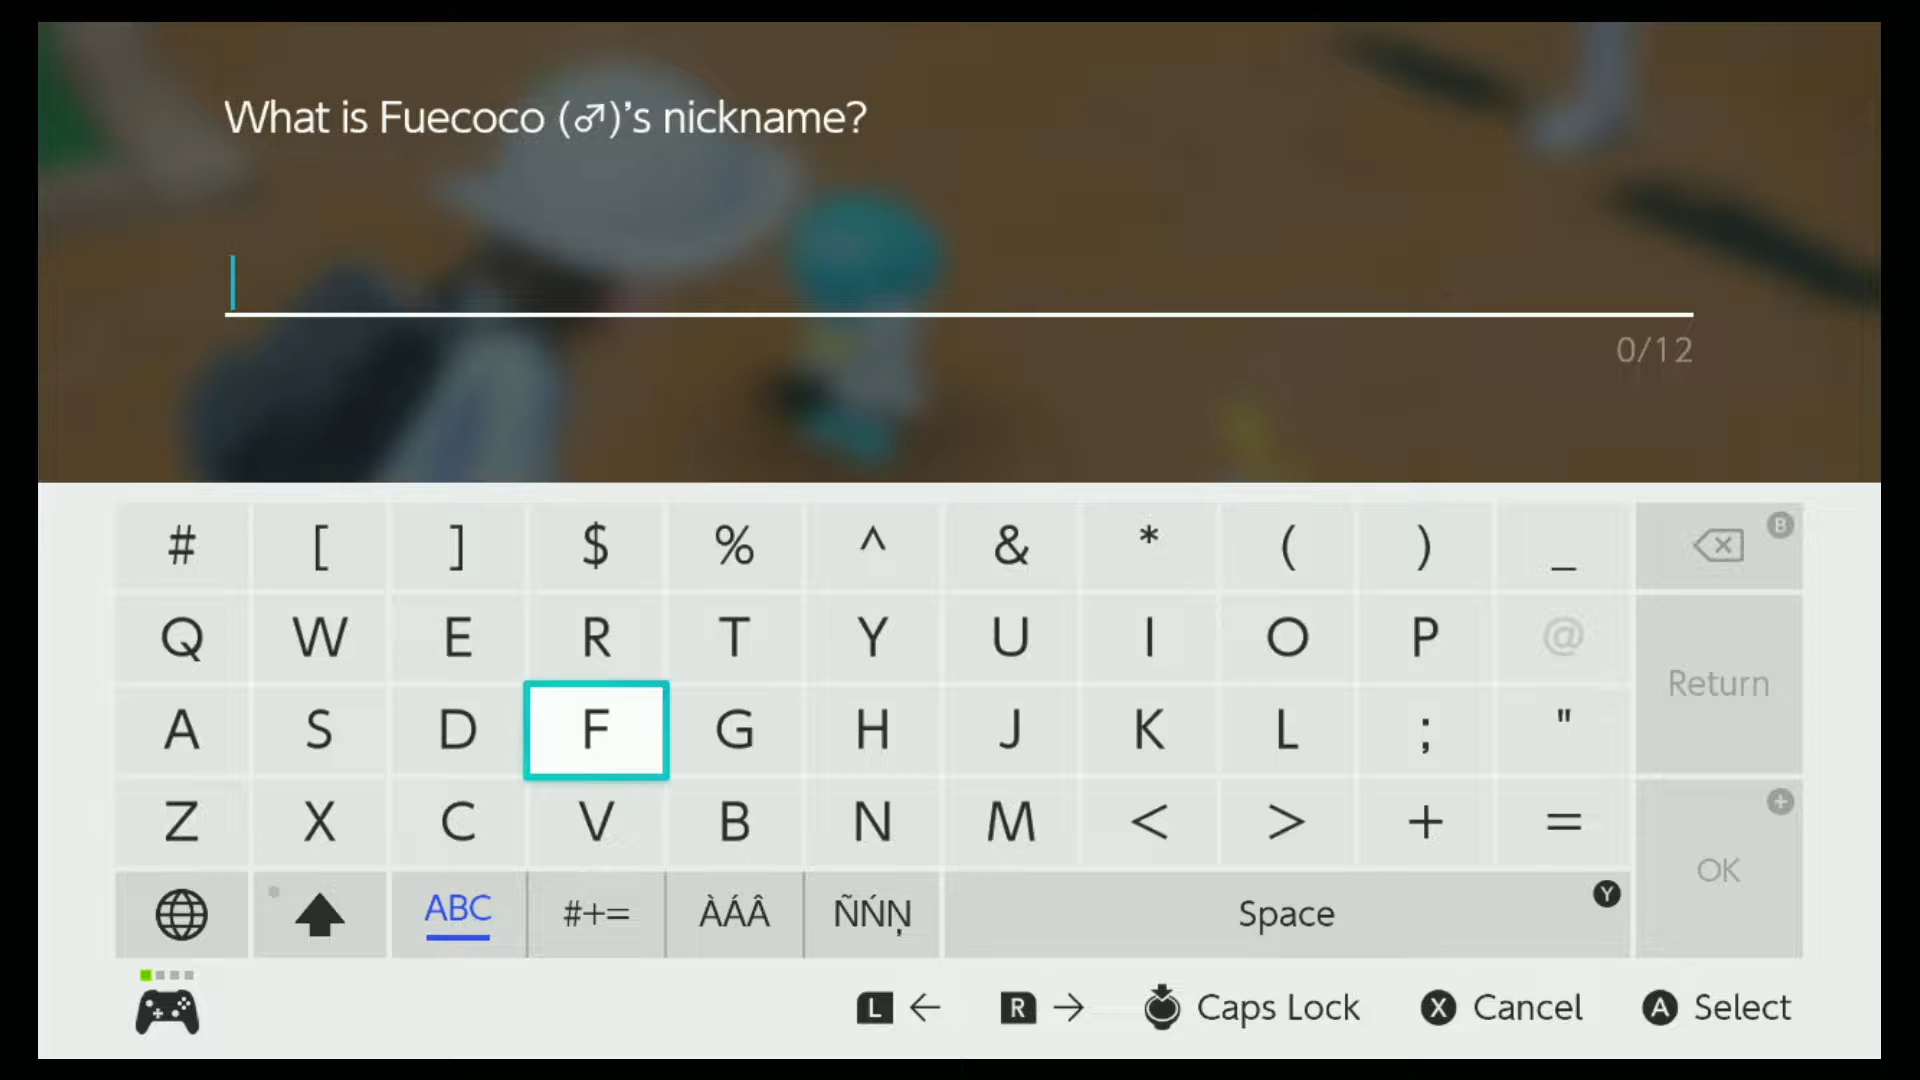 What is Fuecoco (♂)'s nickname?
0/12
# [ ] $ % ^ & * ( ) _ B
Q W E R T Y U I O P @ Return
A S D F G H J K L ; "
Z X C V B N M < > + = + OK
ABC #+= ÀÁÂ ÑŃŅ Space Y
L ← R → Caps Lock X Cancel A Select